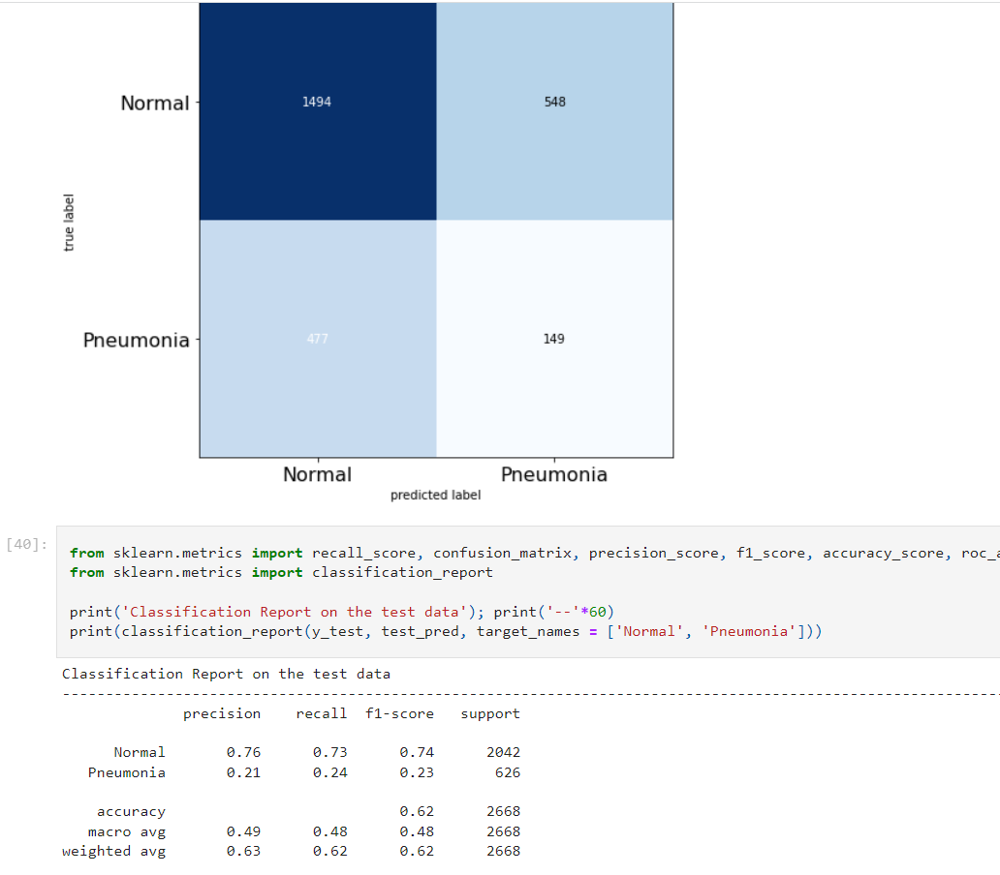 Normal
1494
548
true label
Pneumonia
477
149
Normal
Pneumonia
predicted label
[40]:
from sklearn.metrics import recall_score, confusion_matrix, precision_score, f1_score, accuracy_score,
from sklearn.metrics import classification_report
print('Classification Report on the test data'); print('--'*60)
print(classification_report(y_test, test_pred, target_names = ['Normal', 'Pneumonia']))
Classification Report on the test data
------------------------------------------------------------------------------------------------------------
precision recall f1-score support
Normal 0.76 0.73 0.74 2042
Pneumonia 0.21 0.24 0.23 626
accuracy 0.62 2668
macro avg 0.49 0.48 0.48 2668
weighted avg 0.63 0.62 0.62 2668